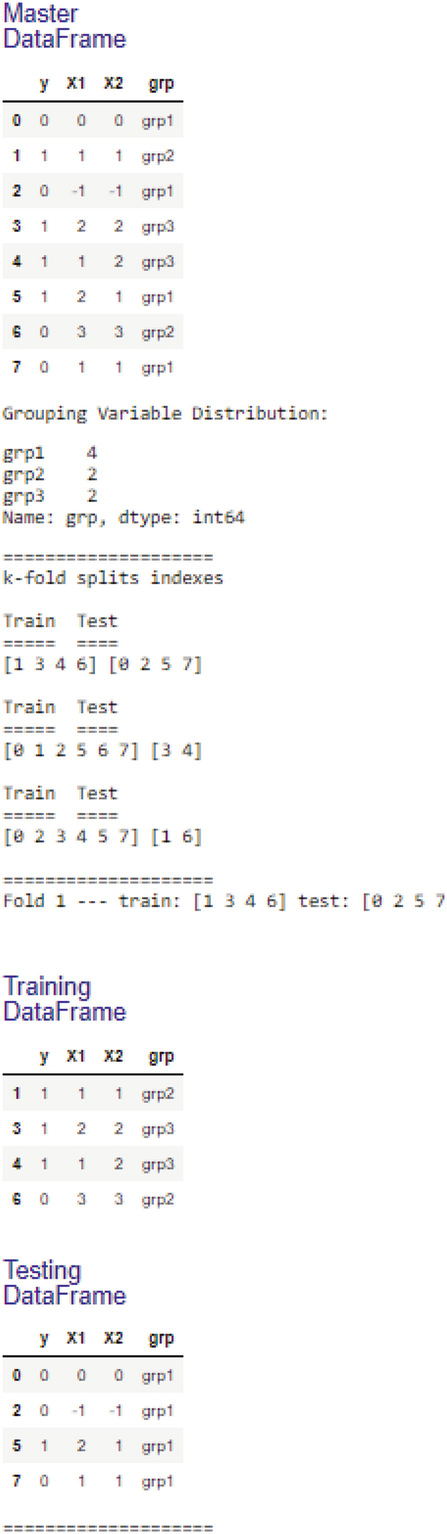 Master
DataFrame
y X1 X2 grp
0 0 0 0 grp1
1 1 1 1 grp2
2 0 -1 -1 grp1
3 1 2 2 grp3
4 1 1 2 grp3
5 1 2 1 grp1
6 0 3 3 grp2
7 0 1 1 grp1
Grouping Variable Distribution:
grp1 4
grp2 2
grp3 2
Name: grp, dtype: int64
====================
k-fold splits indexes
Train Test
===== ====
[1 3 4 6] [0 2 5 7]
Train Test
===== ====
[0 1 2 5 6 7] [3 4]
Train Test
===== ====
[0 2 3 4 5 7] [1 6]
====================
Fold 1 --- train: [1 3 4 6] test: [0 2 5 7
Training
DataFrame
y X1 X2 grp
1 1 1 1 grp2
3 1 2 2 grp3
4 1 1 2 grp3
6 0 3 3 grp2
Testing
DataFrame
y X1 X2 grp
0 0 0 0 grp1
2 0 -1 -1 grp1
5 1 2 1 grp1
7 0 1 1 grp1
====================